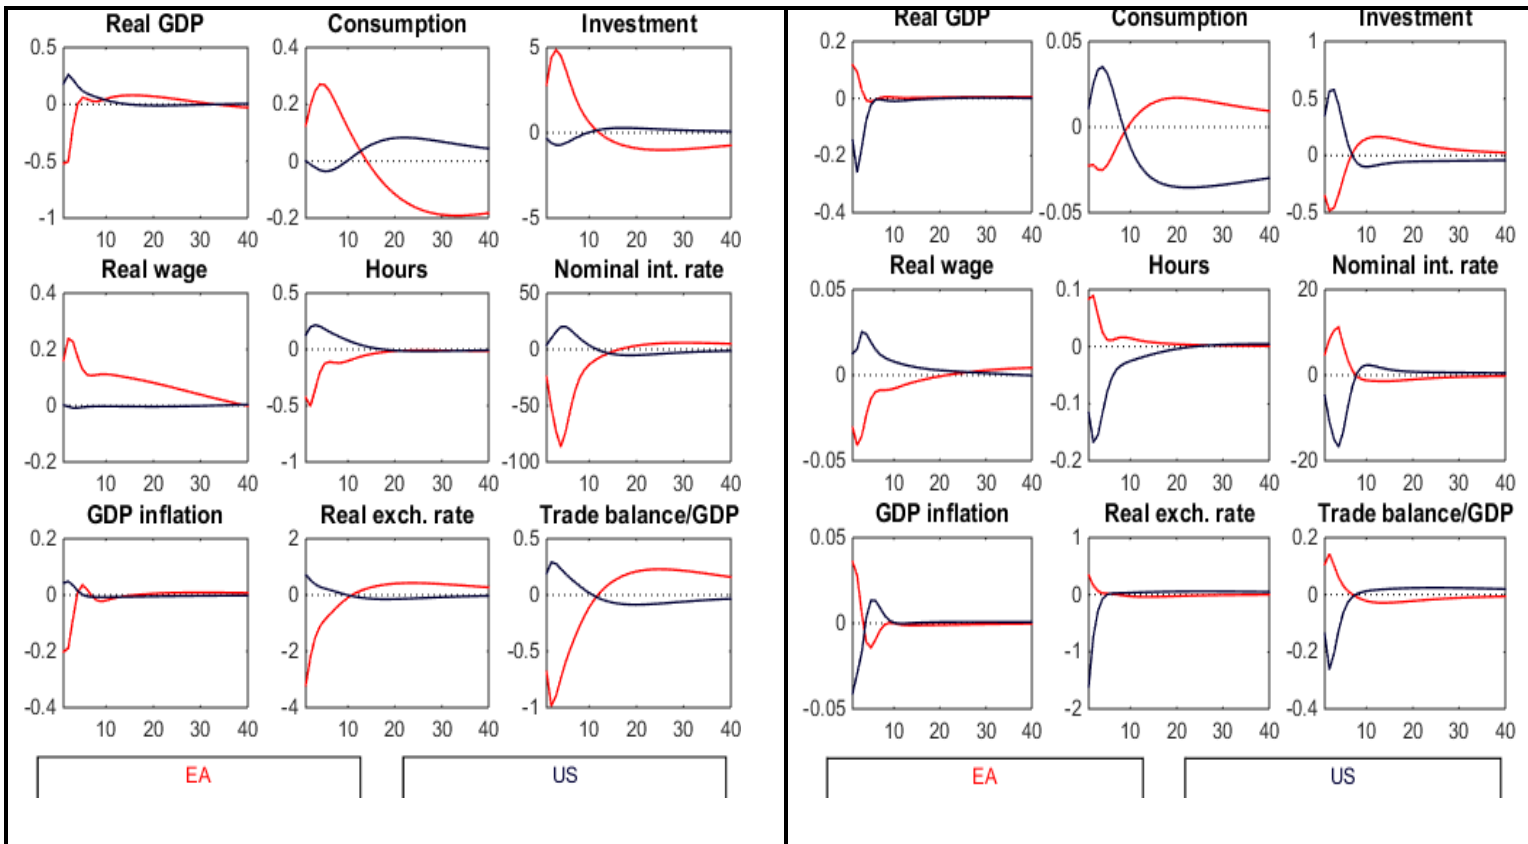 Real GDP Consumption Investment
0.5 0.4 5
0 0.2 0
-0.5 0
-1 -0.2 -5
10 20 30 40 10 20 30 40 10 20 30 40
Real wage Hours Nominal int. rate
0.4 0.5 50
0.2 0 0
0 -0.5 -50
-0.2 -1 -100
10 20 30 40 10 20 30 40 10 20 30 40
GDP inflation Real exch. rate Trade balance/GDP
0.2 2 0.5
0 0 0
-0.2 -2 -0.5
-0.4 -4 -1
10 20 30 40 10 20 30 40 10 20 30 40
EA US
Real GDP Consumption Investment
0.2 0.05 1
0 0 0.5
-0.2 0
-0.4 -0.05 -0.5
10 20 30 40 10 20 30 40 10 20 30 40
Real wage Hours Nominal int. rate
0.05 0.1 20
0 0 0
-0.1
-0.05 -0.2 -20
10 20 30 40 10 20 30 40 10 20 30 40
GDP inflation Real exch. rate Trade balance/GDP
0.05 1 0.2
0 0 0
-1 -0.2
-0.05 -2 -0.4
10 20 30 40 10 20 30 40 10 20 30 40
EA US